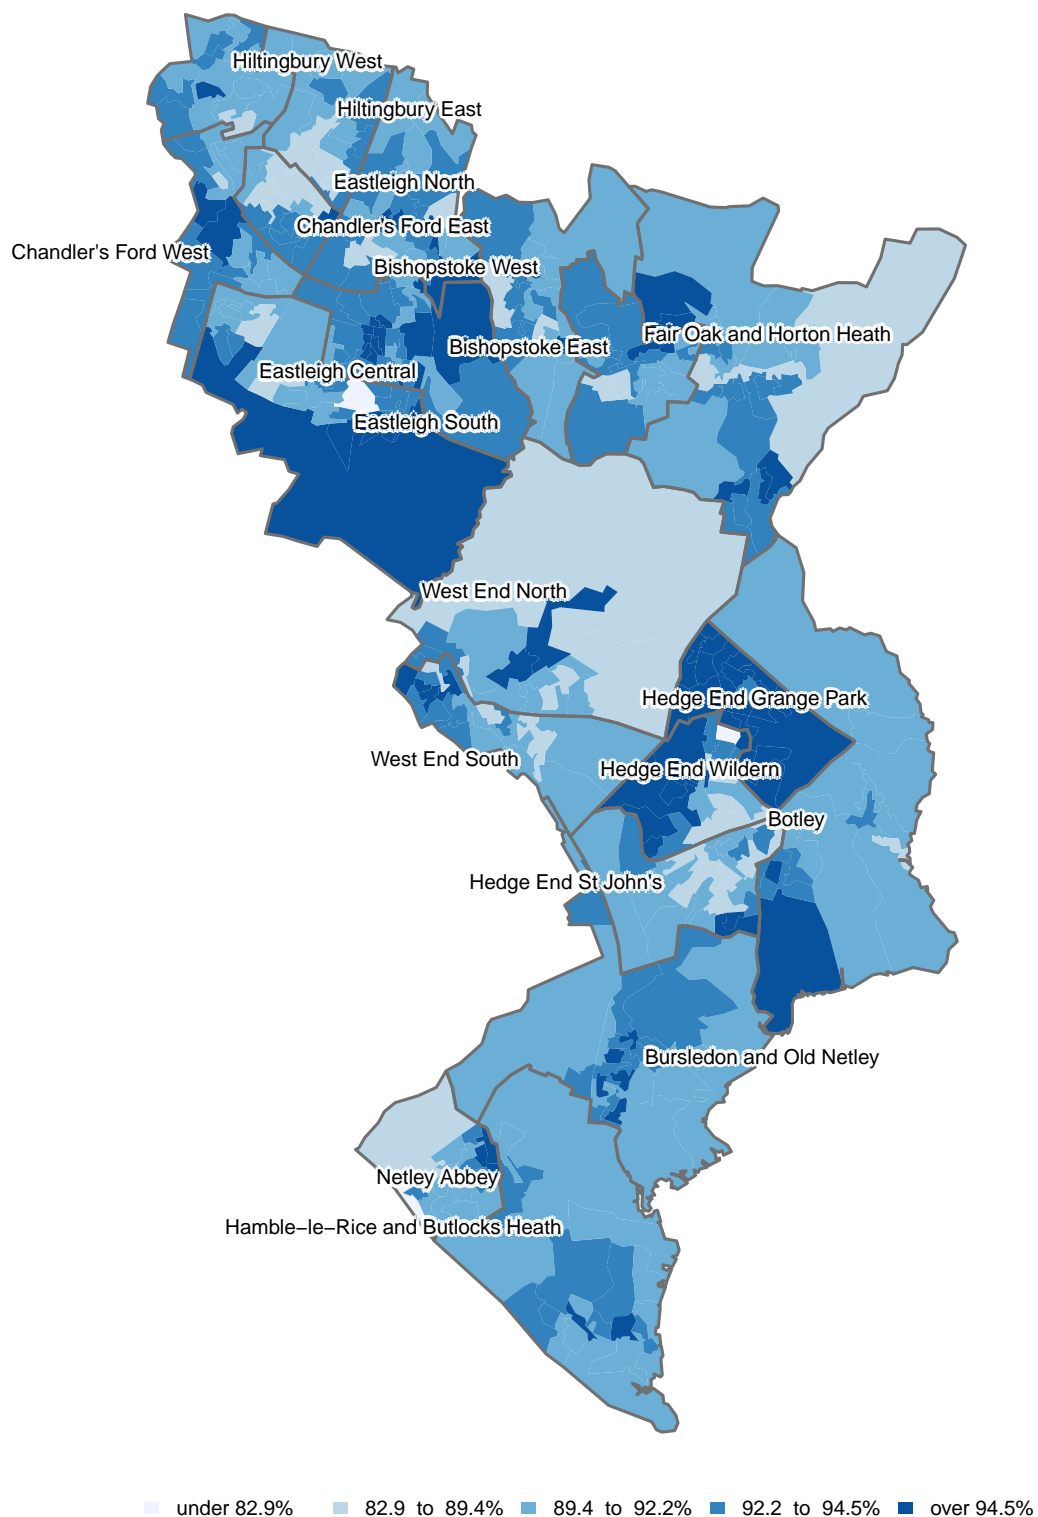 Hiltingbury West
Hiltingbury East
Eastleigh North
Chandler's Ford East
Chandler's Ford West
Bishopstoke West
Fair Oak and Horton Heath
Bishopstoke East
Eastleigh Central
Eastleigh South
West End North
Hedge End Grange Park
West End South
Hedge End Wildern
Botley
Hedge End St John's
Bursledon and Old Netley
Netley Abbey
Hamble−le−Rice and Butlocks Heath
under 82.9% 82.9 to 89.4% 89.4 to 92.2% 92.2 to 94.5% over 94.5%